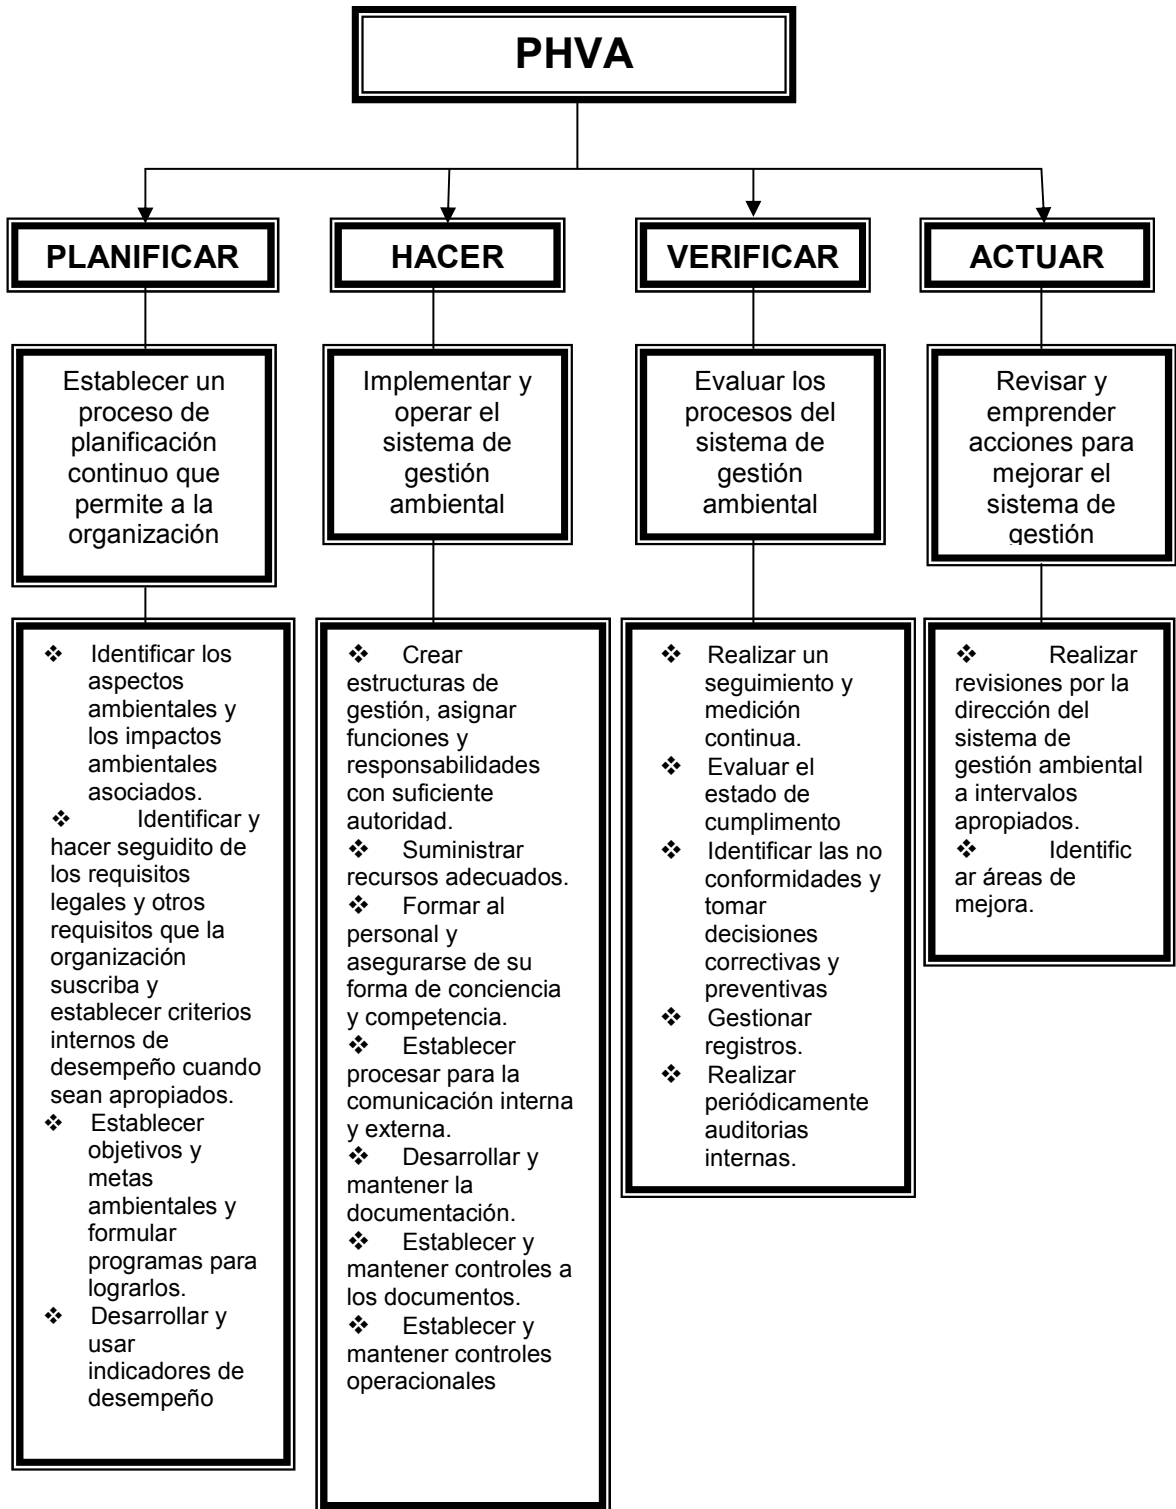 PHVA
PLANIFICAR
HACER
VERIFICAR
ACTUAR
Establecer un
proceso de
planificación
continuo que
permite a la
organización
Implementar y
operar el
sistema de
gestión
ambiental
Evaluar los
procesos del
sistema de
gestión
ambiental
Revisar y
emprender
acciones para
mejorar el
sistema de
gestión
❖ Identificar los
aspectos
ambientales y
los impactos
ambientales
asociados.
❖ Identificar y
hacer seguidito de
los requisitos
legales y otros
requisitos que la
organización
suscriba y
establecer criterios
internos de
desempeño cuando
sean apropiados.
❖ Establecer
objetivos y
metas
ambientales y
formular
programas para
lograrlos.
❖ Desarrollar y
usar
indicadores de
desempeño
❖ Crear
estructuras de
gestión, asignar
funciones y
responsabilidades
con suficiente
autoridad.
❖ Suministrar
recursos adecuados.
❖ Formar al
personal y
asegurarse de su
forma de conciencia
y competencia.
❖ Establecer
procesar para la
comunicación interna
y externa.
❖ Desarrollar y
mantener la
documentación.
❖ Establecer y
mantener controles a
los documentos.
❖ Establecer y
mantener controles
operacionales
❖ Realizar un
seguimiento y
medición
continua.
❖ Evaluar el
estado de
cumplimento
❖ Identificar las no
conformidades y
tomar
decisiones
correctivas y
preventivas
❖ Gestionar
registros.
❖ Realizar
periódicamente
auditorias
internas.
❖ Realizar
revisiones por la
dirección del
sistema de
gestión ambiental
a intervalos
apropiados.
❖ Identific
ar áreas de
mejora.